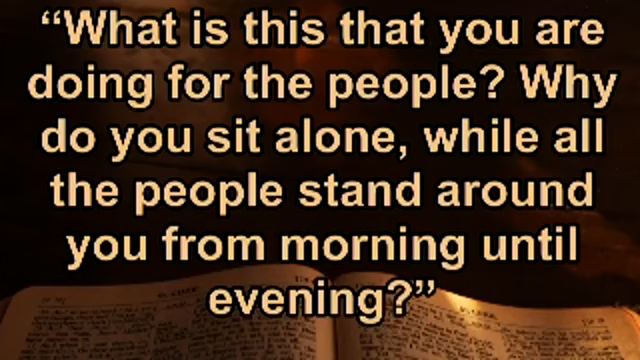 “What is this that you are
doing for the people? Why
do you sit alone, while all
the people stand around
you from morning until
evening?”